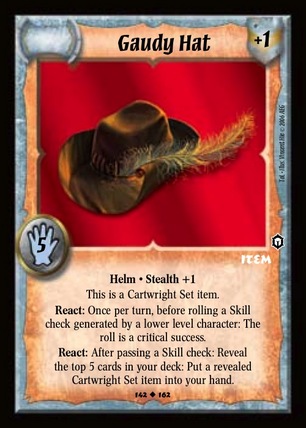 Gaudy Hat
+1
5
ITEM
Helm • Stealth +1
This is a Cartwright Set item.
React: Once per turn, before rolling a Skill
check generated by a lower level character: The
roll is a critical success.
React: After passing a Skill check: Reveal
the top 5 cards in your deck: Put a revealed
Cartwright Set item into your hand.
142 ◆ 162